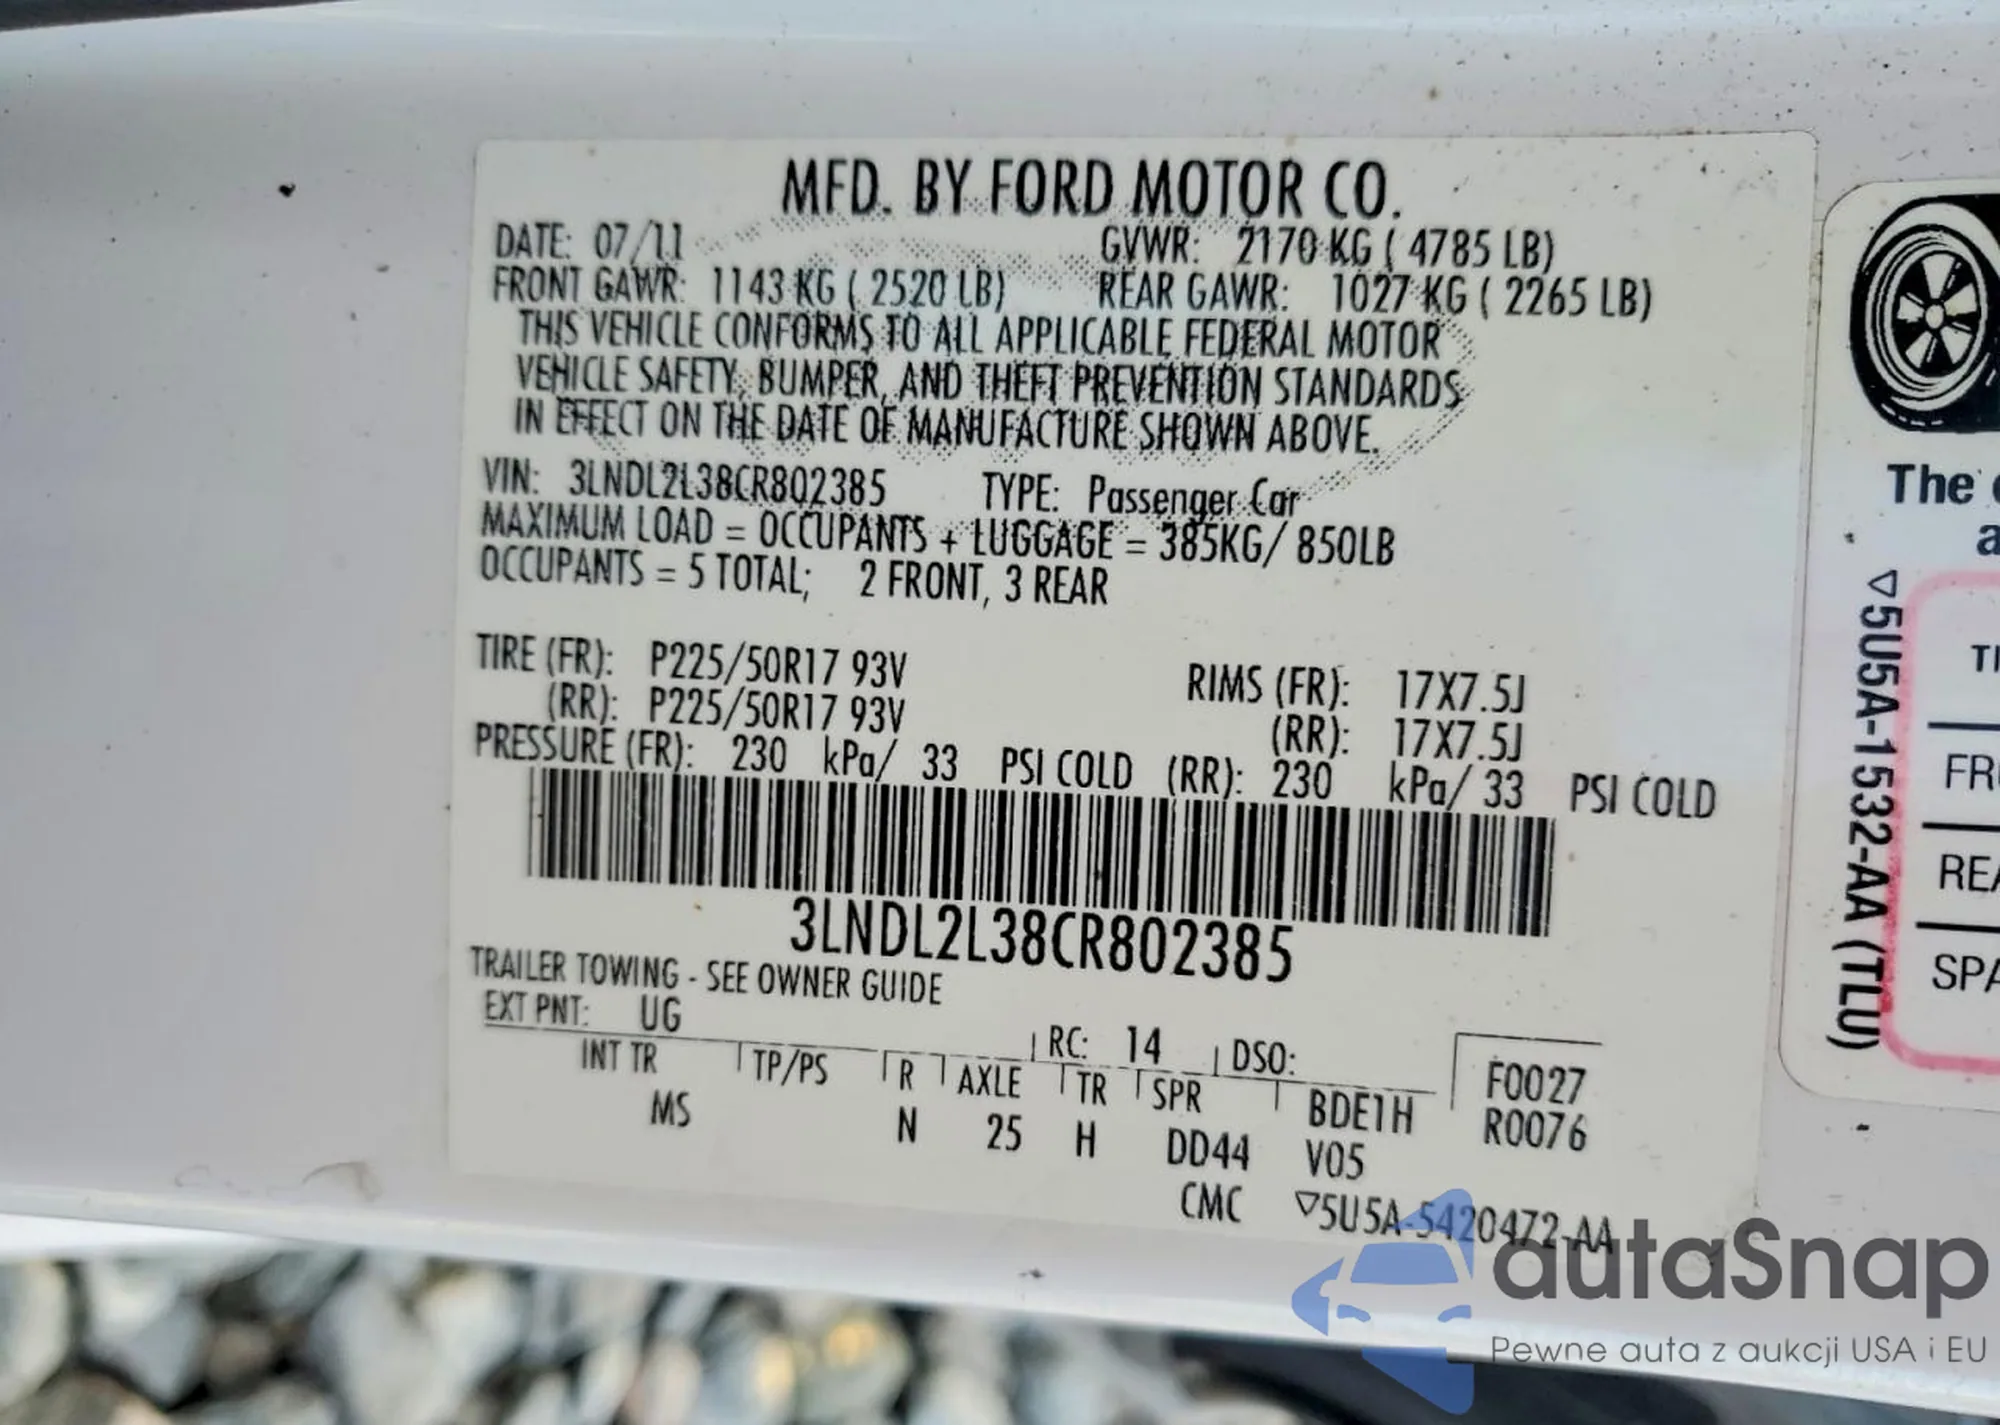 MFD. BY FORD MOTOR CO.
DATE: 07/11 GVWR: 2170 KG ( 4785 LB)
FRONT GAWR: 1143 KG ( 2520 LB) REAR GAWR: 1027 KG ( 2265 LB)
THIS VEHICLE CONFORMS TO ALL APPLICABLE FEDERAL MOTOR
VEHICLE SAFETY, BUMPER, AND THEFT PREVENTION STANDARDS
IN EFFECT ON THE DATE OF MANUFACTURE SHOWN ABOVE.
VIN: 3LNDL2L38CR802385 TYPE: Passenger Car
MAXIMUM LOAD = OCCUPANTS + LUGGAGE = 385KG/ 850LB
OCCUPANTS = 5 TOTAL; 2 FRONT, 3 REAR
TIRE (FR): P225/50R17 93V RIMS (FR): 17X7.5J
(RR): P225/50R17 93V (RR): 17X7.5J
PRESSURE (FR): 230 kPa/ 33 PSI COLD (RR): 230 kPa/ 33 PSI COLD
3LNDL2L38CR802385
TRAILER TOWING - SEE OWNER GUIDE
EXT PNT: UG RC: 14 DSO: F0027
INT TR TP/PS R AXLE TR SPR BDE1H R0076
MS N 25 H DD44 V05
CMC ▽5U5A-5420472-AA
The
▽5U5A-1532-AA (TLU)
FR
REA
SPA
autaSnap
Pewne auta z aukcji USA i EU